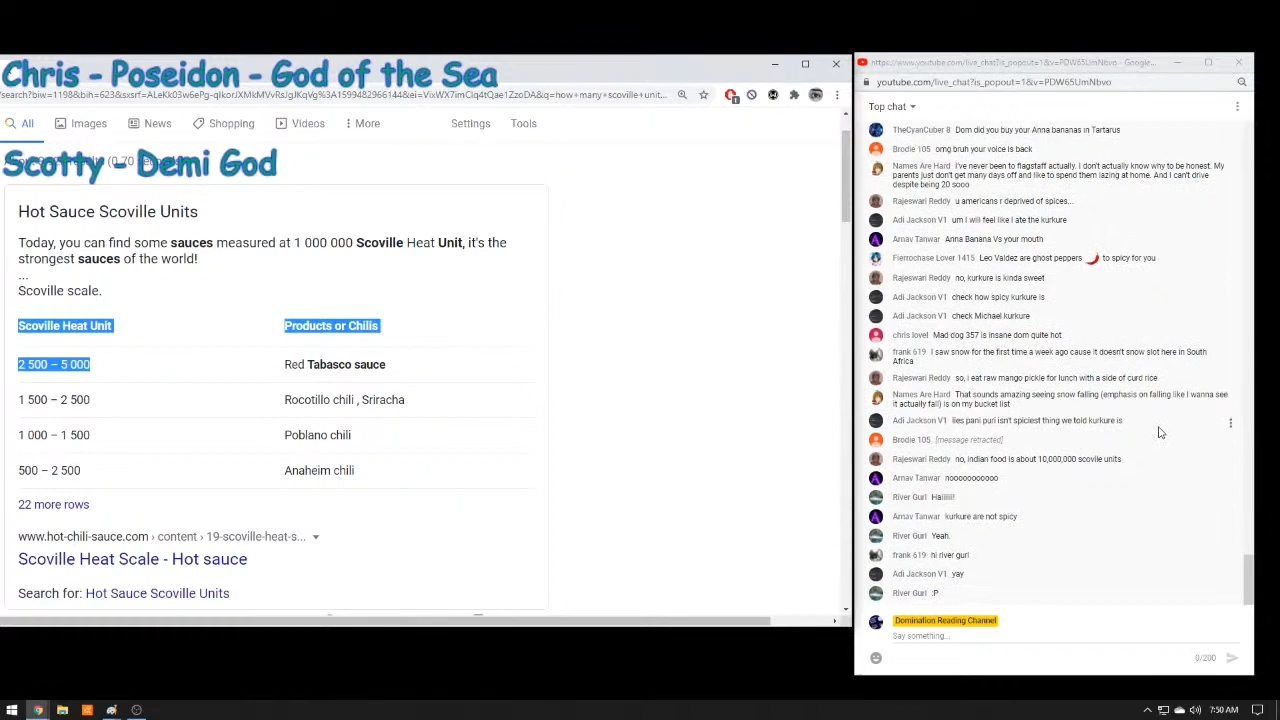 Chris - Poseidon - God of the Sea
All
Images
News
Shopping
Videos
More
Settings
Tools
Scotty - Demi God
Hot Sauce Scoville Units
Today, you can find some sauces measured at 1 000 000 Scoville Heat Unit, it's the
strongest sauces of the world!
...
Scoville scale.
Scoville Heat Unit Products or Chilis
2 500 – 5 000 Red Tabasco sauce
1 500 – 2 500 Rocotillo chili , Sriracha
1 000 – 1 500 Poblano chili
500 – 2 500 Anaheim chili
22 more rows
www.hot-chili-sauce.com › content › 19-scoville-heat-s...
Scoville Heat Scale - Hot sauce
Search for: Hot Sauce Scoville Units
https://www.youtube.com/live_chat?is_popout=1&v=PDW65UmNbvo - Google...
youtube.com/live_chat?is_popout=1&v=PDW65UmNbvo
Top chat
TheCyanCuber 8 Dom did you buy your Anna bananas in Tartarus
Brodie 105 omg bruh your voice is back
Names Are Hard I've never been to flagstaff actually. I don't actually know why to be honest. My
parents just don't get many days off and like to spend them lazing at home. And I can't drive
despite being 20 sooo
Rajeswari Reddy u americans r deprived of spices...
Adi Jackson V1 um I will feel like I ate the kurkure
Arnav Tanwar Anna Banana Vs your mouth
Fierrochase Lover 1415 Leo Valdez are ghost peppers to spicy for you
Rajeswari Reddy no, kurkure is kinda sweet
Adi Jackson V1 check how spicy kurkure is
Adi Jackson V1 check Michael kurkure
chris lovel Mad dog 357 is insane dom quite hot
frank 619 I saw snow for the first time a week ago cause it doesn't snow slot here in South
Africa
Rajeswari Reddy so, i eat raw mango pickle for lunch with a side of curd rice
Names Are Hard That sounds amazing seeing snow falling (emphasis on falling like I wanna see
it actually fall) is on my bucket list
Adi Jackson V1 lies pani puri isn't spiciest thing we told kurkure is
Brodie 105 [message retracted]
Rajeswari Reddy no, indian food is about 10,000,000 scovile units
Arnav Tanwar nooooooooooo
River Gurl Haiiiiii!
Arnav Tanwar kurkure are not spicy
River Gurl Yeah.
frank 619 hi river gurl
Adi Jackson V1 yay
River Gurl :P
Domination Reading Channel
Say something...
0/200
7:50 AM